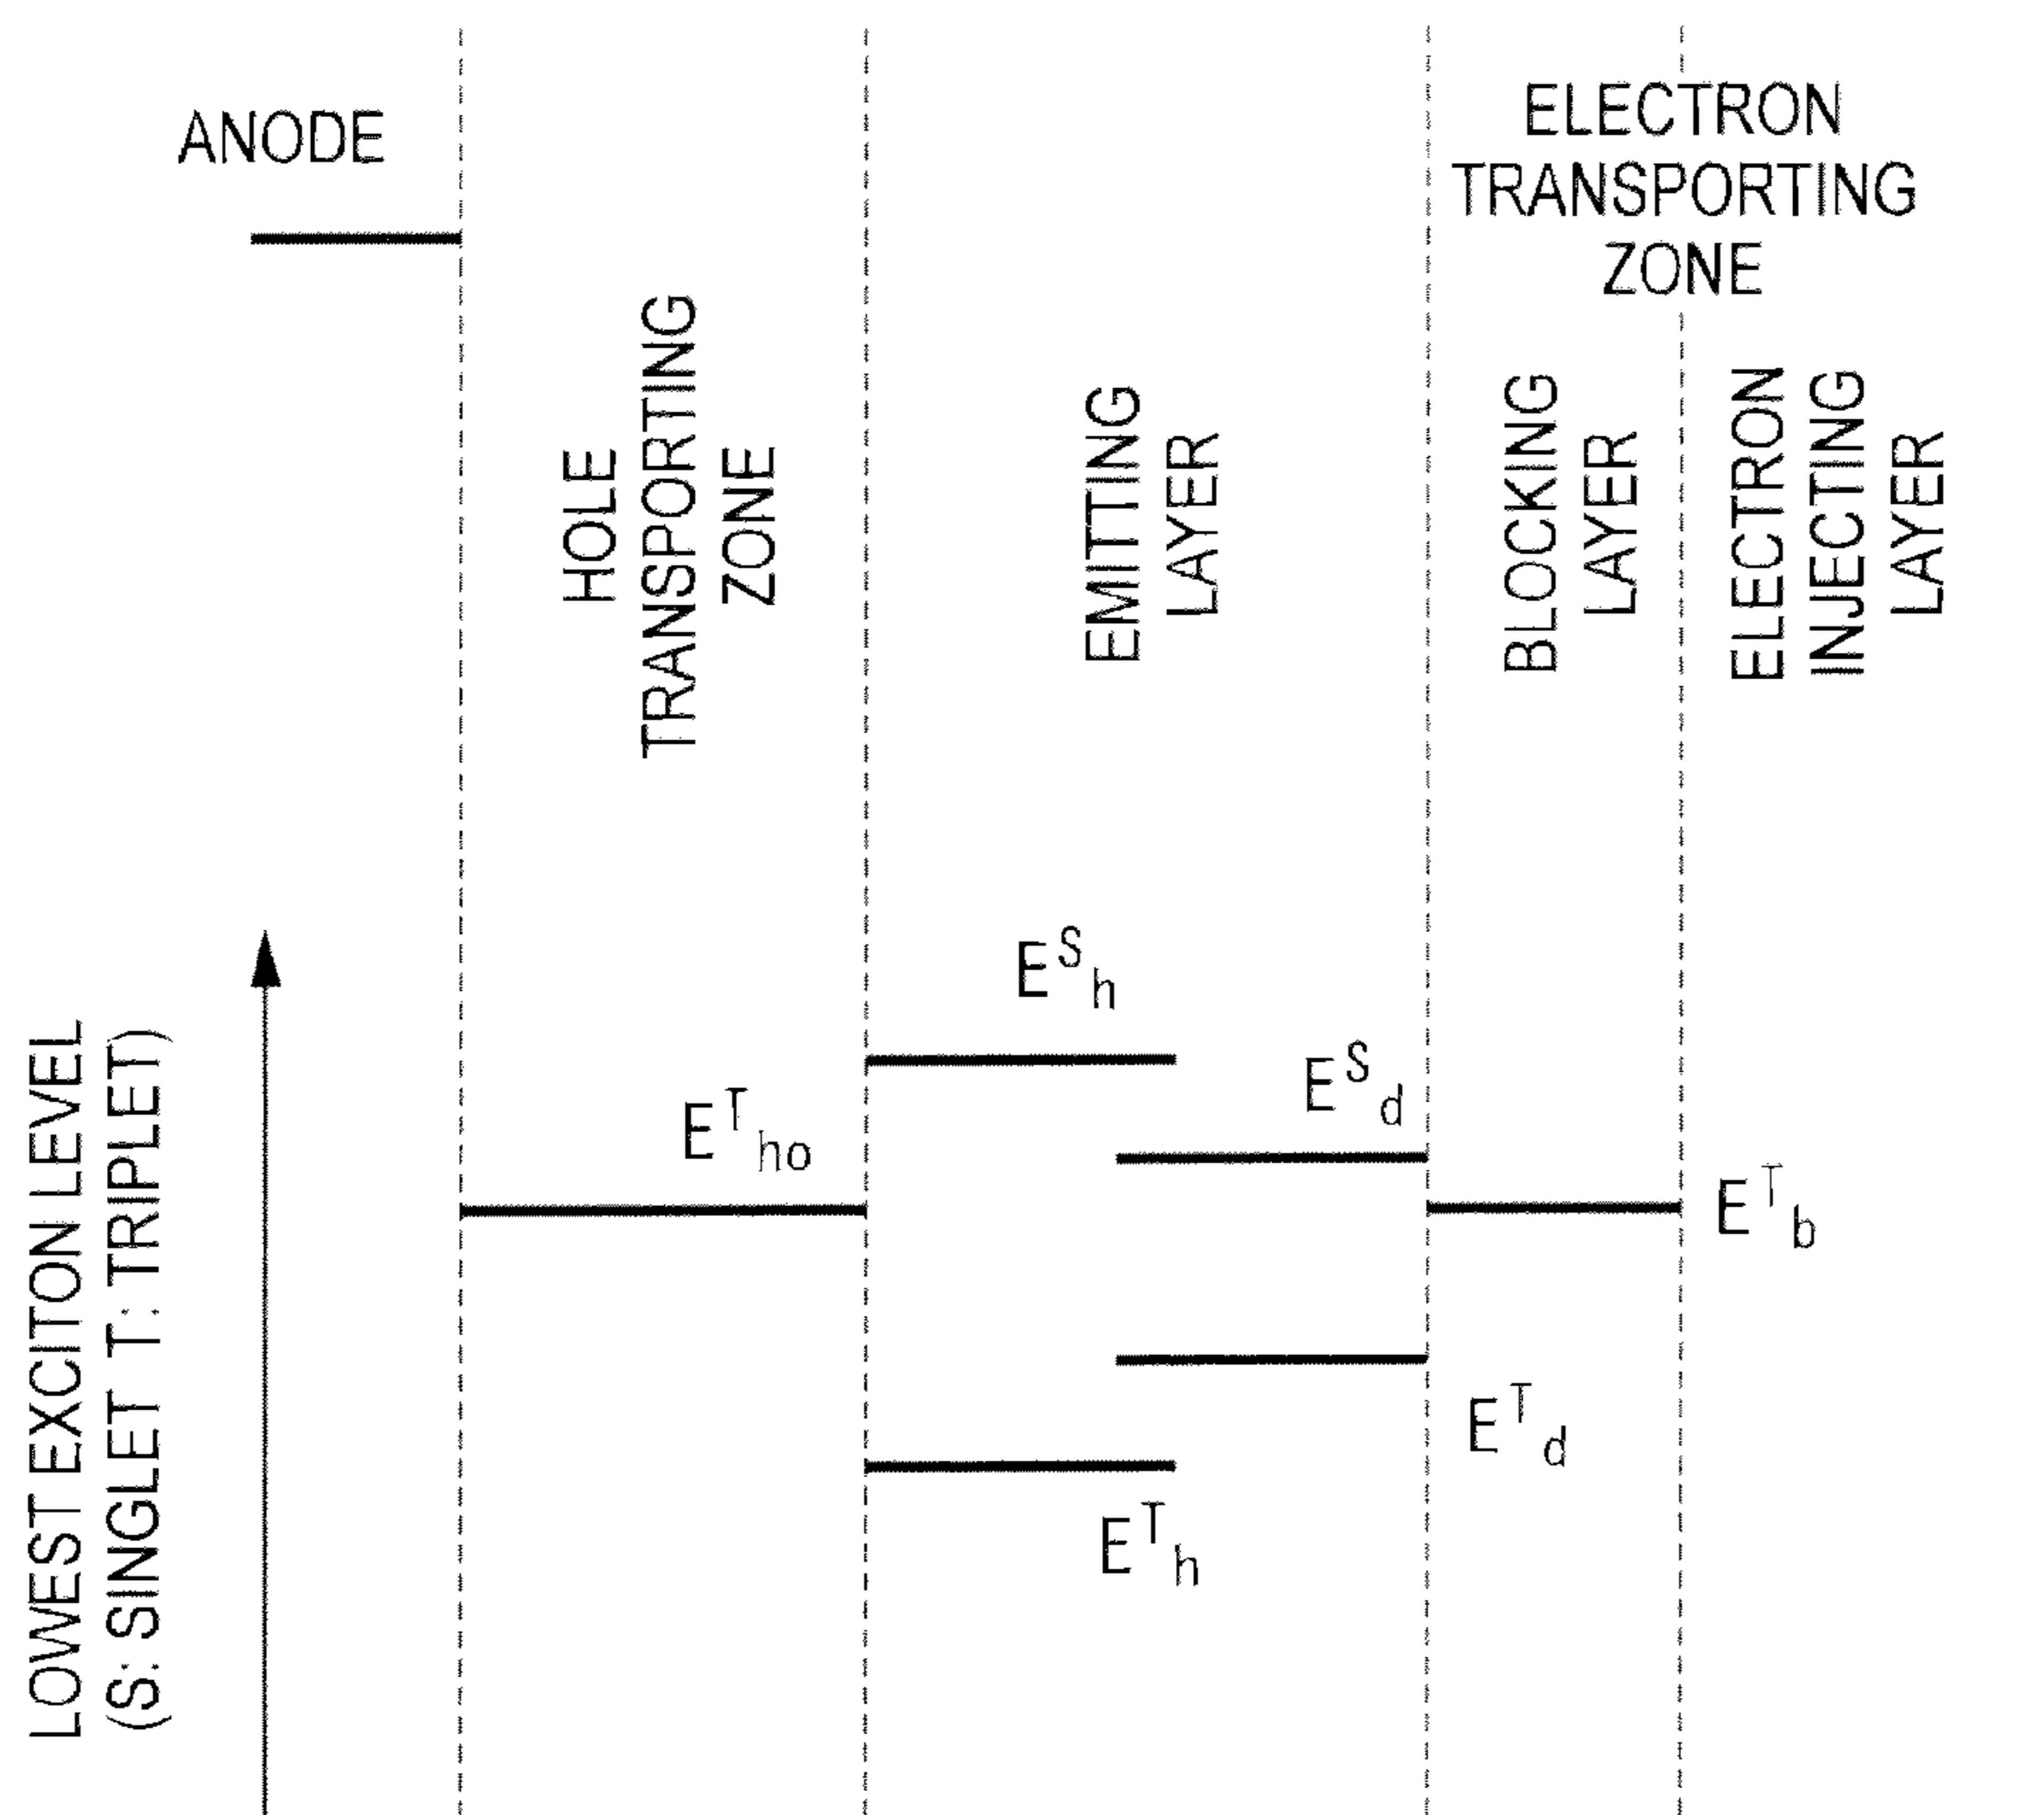 ANODE
ELECTRON
TRANSPORTING
ZONE
HOLE
TRANSPORTING
ZONE
EMITTING
LAYER
BLOCKING
LAYER
ELECTRON
INJECTING
LAYER
E^S_h
E^S_d
E^T_ho
E^T_b
E^T_d
E^T_h
LOWEST EXCITON LEVEL
(S: SINGLET T: TRIPLET)